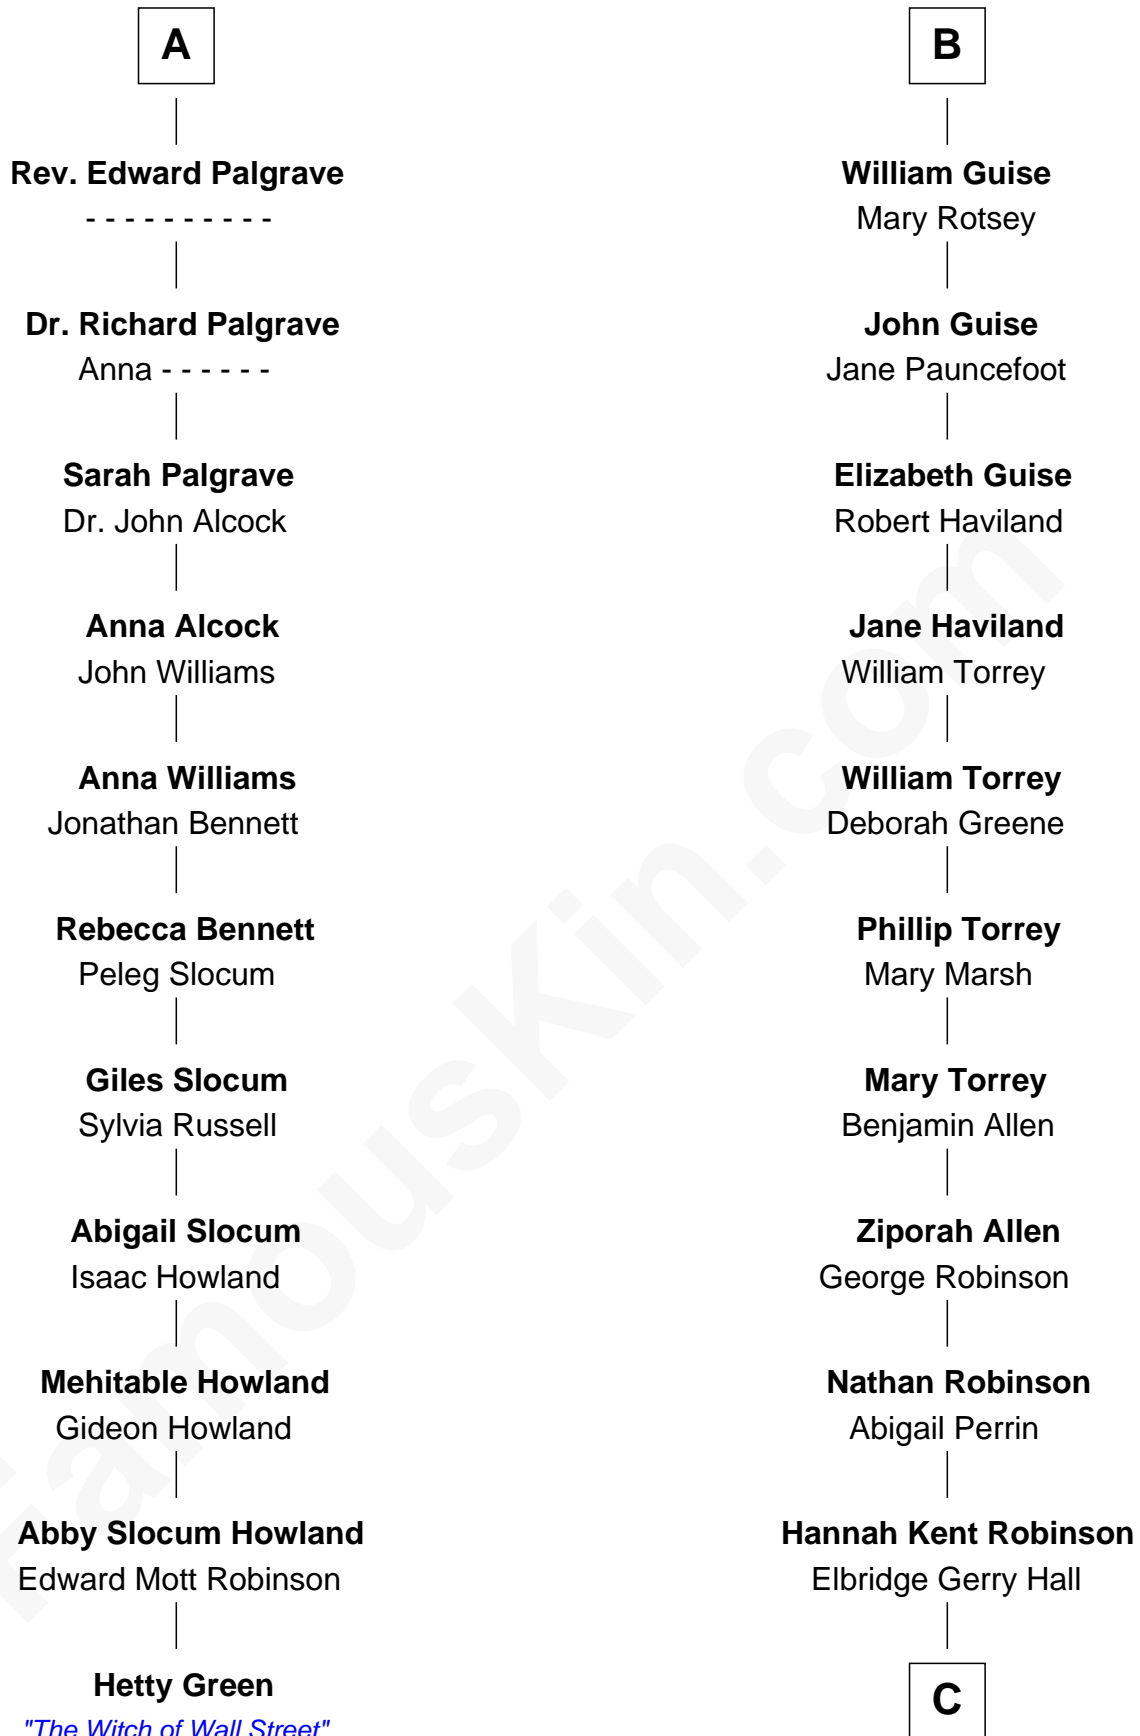 A
Rev. Edward Palgrave
- - - - - - - - - -
Dr. Richard Palgrave
Anna - - - - - -
Sarah Palgrave
Dr. John Alcock
Anna Alcock
John Williams
Anna Williams
Jonathan Bennett
Rebecca Bennett
Peleg Slocum
Giles Slocum
Sylvia Russell
Abigail Slocum
Isaac Howland
Mehitable Howland
Gideon Howland
Abby Slocum Howland
Edward Mott Robinson
Hetty Green
"The Witch of Wall Street"
B
William Guise
Mary Rotsey
John Guise
Jane Pauncefoot
Elizabeth Guise
Robert Haviland
Jane Haviland
William Torrey
William Torrey
Deborah Greene
Phillip Torrey
Mary Marsh
Mary Torrey
Benjamin Allen
Ziporah Allen
George Robinson
Nathan Robinson
Abigail Perrin
Hannah Kent Robinson
Elbridge Gerry Hall
C
FamousKin.com